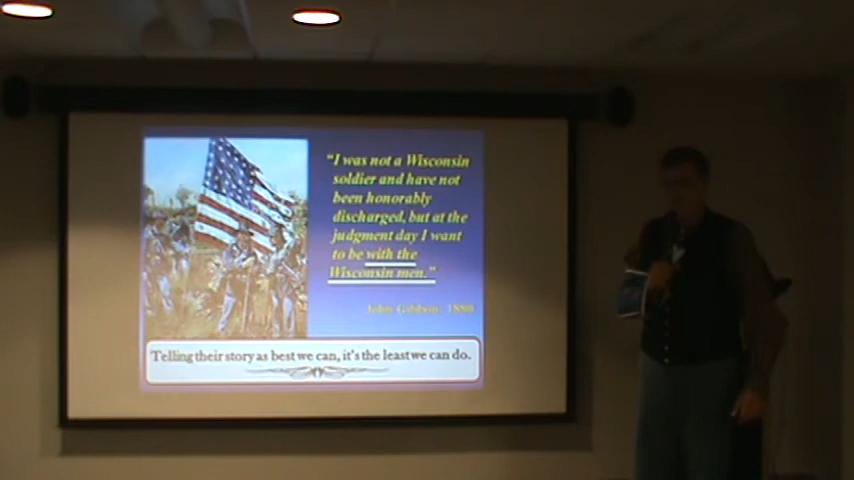 "I was not a Wisconsin
soldier and have not
been honorably
discharged, but at the
judgment day I want
to be with the
Wisconsin men."
John Gibbon, 1880
Telling their story as best we can, it's the least we can do.